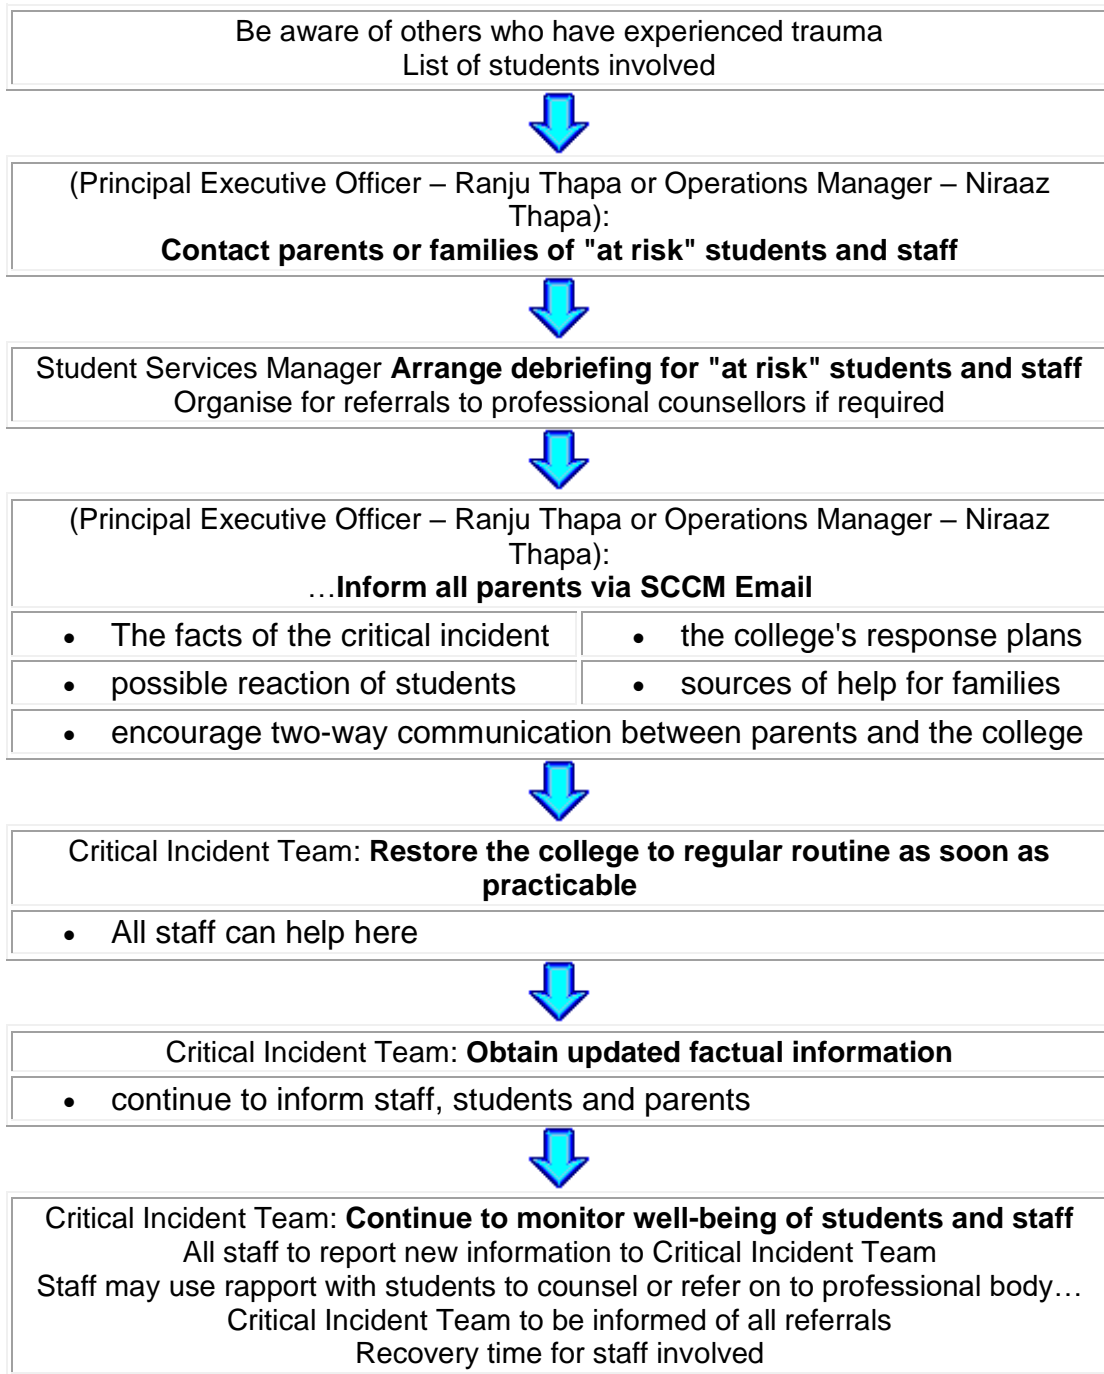 Be aware of others who have experienced trauma
List of students involved
(Principal Executive Officer – Ranju Thapa or Operations Manager – Niraaz
Thapa):
Contact parents or families of "at risk" students and staff
Student Services Manager Arrange debriefing for "at risk" students and staff
Organise for referrals to professional counsellors if required
(Principal Executive Officer – Ranju Thapa or Operations Manager – Niraaz
Thapa):
…Inform all parents via SCCM Email
• The facts of the critical incident
• the college's response plans
• possible reaction of students
• sources of help for families
• encourage two-way communication between parents and the college
Critical Incident Team: Restore the college to regular routine as soon as
practicable
• All staff can help here
Critical Incident Team: Obtain updated factual information
• continue to inform staff, students and parents
Critical Incident Team: Continue to monitor well-being of students and staff
All staff to report new information to Critical Incident Team
Staff may use rapport with students to counsel or refer on to professional body…
Critical Incident Team to be informed of all referrals
Recovery time for staff involved